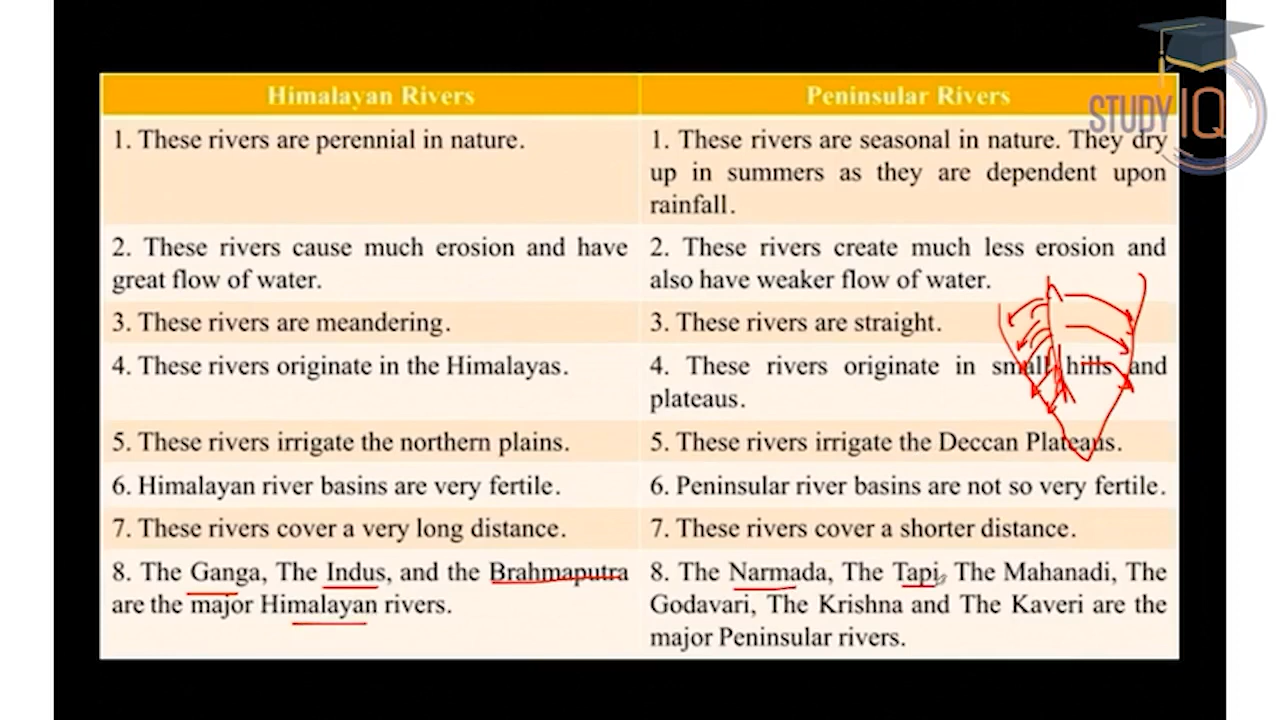 STUDY IQ
Himalayan Rivers
Peninsular Rivers
1. These rivers are perennial in nature.
1. These rivers are seasonal in nature. They dry
up in summers as they are dependent upon
rainfall.
2. These rivers cause much erosion and have
great flow of water.
2. These rivers create much less erosion and
also have weaker flow of water.
3. These rivers are meandering.
3. These rivers are straight.
4. These rivers originate in the Himalayas.
4. These rivers originate in small hills and
plateaus.
5. These rivers irrigate the northern plains.
5. These rivers irrigate the Deccan Plateaus.
6. Himalayan river basins are very fertile.
6. Peninsular river basins are not so very fertile.
7. These rivers cover a very long distance.
7. These rivers cover a shorter distance.
8. The Ganga, The Indus, and the Brahmaputra
are the major Himalayan rivers.
8. The Narmada, The Tapi, The Mahanadi, The
Godavari, The Krishna and The Kaveri are the
major Peninsular rivers.